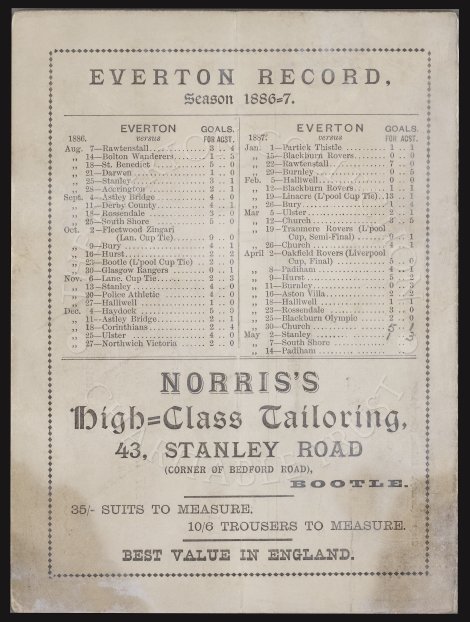 EVERTON RECORD,
Season 1886-7.
EVERTON GOALS.
1886. versus FOR AGST.
Aug. 7—Rawtenstall 3 .. 4
„ 14—Bolton Wanderers 1 .. 5
„ 18—St. Benedict 5 .. 0
„ 21—Darwen 1 .. 0
„ 25—Stanley 3 .. 1
„ 28—Accrington 2 .. 1
Sept. 4—Astley Bridge 4 .. 0
„ 11—Derby County 4 .. 1
„ 18—Rossendale 3 .. 0
„ 25—South Shore 5 .. 0
Oct. 2—Fleetwood Zingari
(Lan. Cup Tie) 9 .. 0
„ 9—Bury 4 .. 1
„ 16—Hurst 2 .. 2
„ 23—Bootle (L'pool Cup Tie) 2 .. 0
„ 30—Glasgow Rangers 0 .. 1
Nov. 6—Lanc. Cup Tie 2 .. 3
„ 13—Stanley 4 .. 0
„ 20—Police Athletic 4 .. 0
„ 27—Halliwell 1 .. 0
Dec. 4—Haydock 5 .. 0
„ 11—Astley Bridge 2 .. 1
„ 18—Corinthians 2 .. 4
„ 25—Ulster 4 .. 0
„ 27—Northwich Victoria 2 .. 0
EVERTON GOALS.
1887. versus FOR AGST.
Jan. 1—Partick Thistle 1 .. 1
„ 15—Blackburn Rovers 0 .. 0
„ 22—Rawtenstall 7 .. 0
„ 29—Burnley 0 .. 5
Feb. 5—Halliwell 0 .. 0
„ 12—Blackburn Rovers 1 .. 1
„ 19—Linacre (L'pool Cup Tie) 13 .. 1
„ 26—Bury 1 .. 4
Mar 5—Ulster 2 .. 1
„ 12—Church 5
„ 19—Tranmere Rovers (L'pool
Cup, Semi-Final) 1
„ 26—Church 4 .. 1
April 2—Oakfield Rovers (Liverpool
Cup, Final) 5 .. 0
„ 8—Padiham 4 .. 1
„ 9—Hurst 5 .. 2
„ 11—Burnley 0 .. 3
„ 16—Aston Villa 2 .. 2
„ 18—Halliwell 1 .. 1
„ 23—Rossendale 3 .. 0
„ 25—Blackburn Olympic 2 .. 0
„ 30—Church 5 1
May 2—Stanley 1 3
„ 7—South Shore
„ 14—Padiham
NORRIS'S
High=Class Tailoring,
43, STANLEY ROAD
(CORNER OF BEDFORD ROAD),
BOOTLE.
35/- SUITS TO MEASURE,
10/6 TROUSERS TO MEASURE.
BEST VALUE IN ENGLAND.